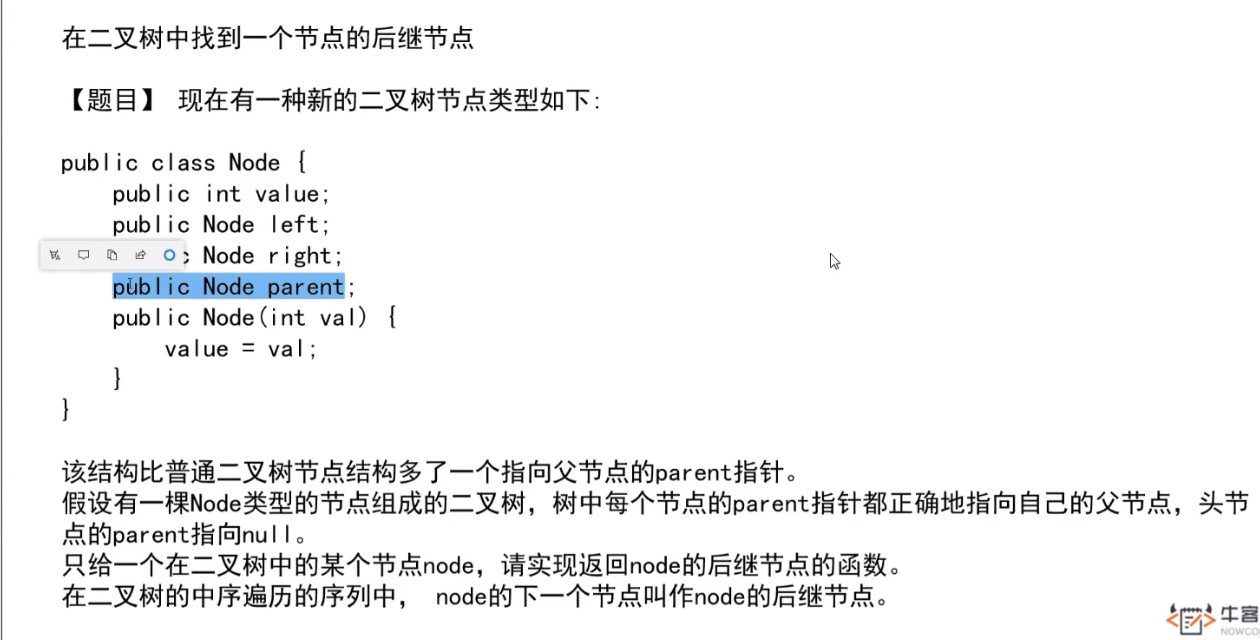 在二叉树中找到一个节点的后继节点
【题目】 现在有一种新的二叉树节点类型如下:
public class Node {
public int value;
public Node left;
c Node right;
public Node parent;
public Node(int val) {
value = val;
}
}
该结构比普通二叉树节点结构多了一个指向父节点的parent指针。
假设有一棵Node类型的节点组成的二叉树，树中每个节点的parent指针都正确地指向自己的父节点，头节
点的parent指向null。
只给一个在二叉树中的某个节点node，请实现返回node的后继节点的函数。
在二叉树的中序遍历的序列中， node的下一个节点叫作node的后继节点。
牛客
NOWCO